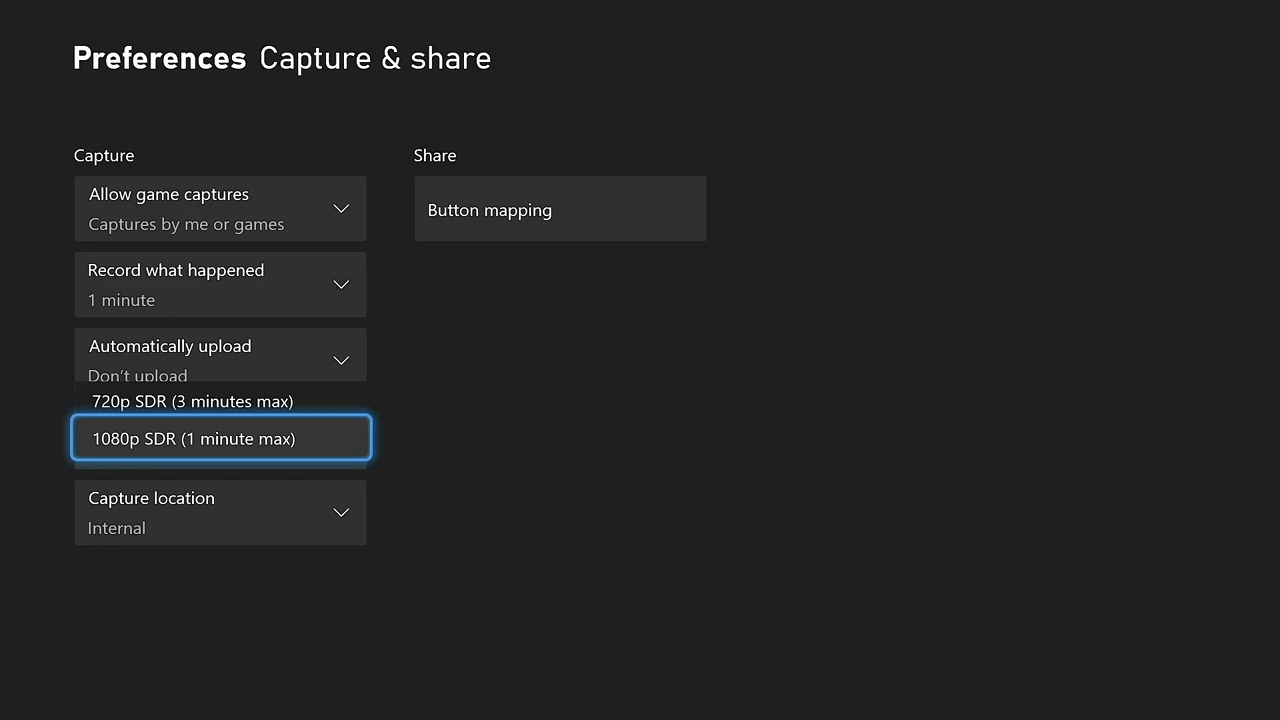 Preferences Capture & share
Capture
Allow game captures
Captures by me or games
Record what happened
1 minute
Automatically upload
Don't upload
720p SDR (3 minutes max)
1080p SDR (1 minute max)
Capture location
Internal
Share
Button mapping